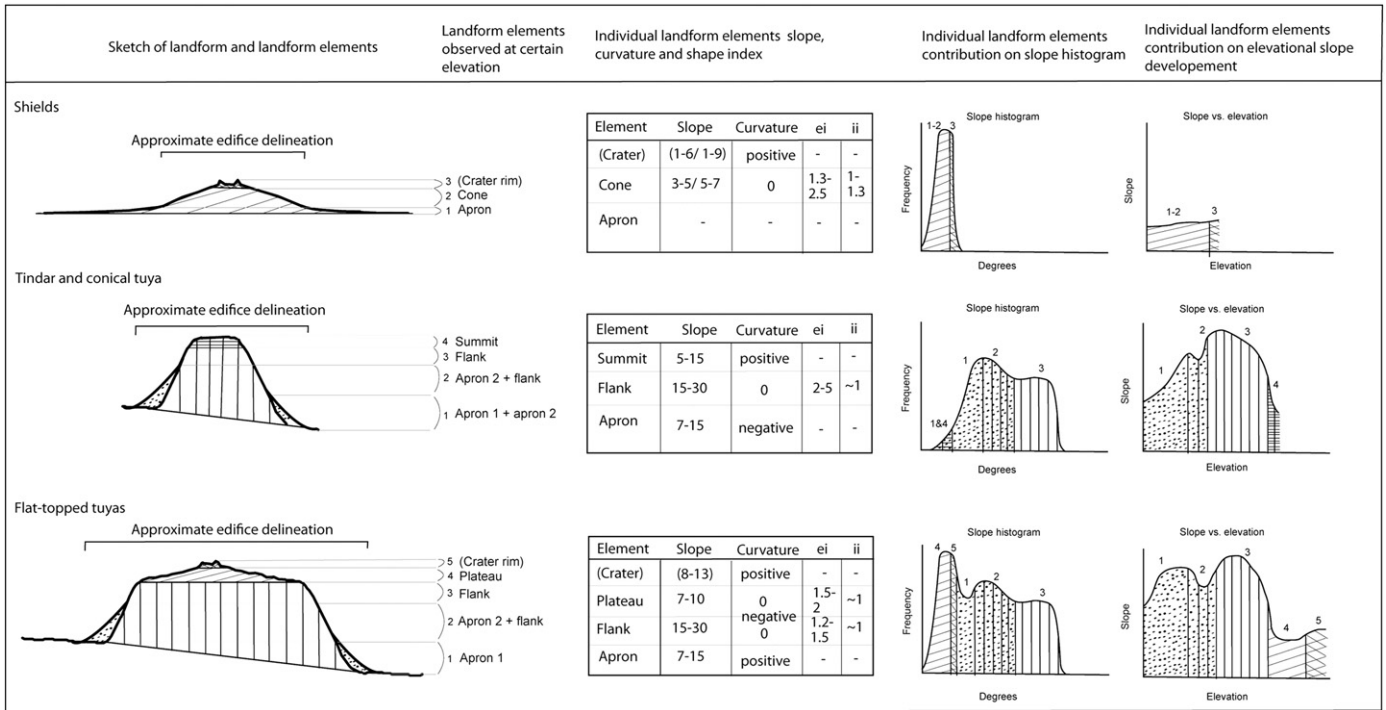 Sketch of landform and landform elements
Landform elements
observed at certain
elevation
Individual landform elements slope,
curvature and shape index
Individual landform elements
contribution on slope histogram
Individual landform elements
contribution on elevational slope
developement
Shields
Approximate edifice delineation
3 (Crater rim)
2 Cone
1 Apron
Element Slope Curvature ei ii
(Crater) (1-6/ 1-9) positive - -
Cone 3-5/ 5-7 0 1.3-2.5 1-1.3
Apron - - - -
Slope histogram
1-2 3
Frequency
Degrees
Slope vs. elevation
1-2 3
Slope
Elevation
Tindar and conical tuya
Approximate edifice delineation
4 Summit
3 Flank
2 Apron 2 + flank
1 Apron 1 + apron 2
Element Slope Curvature ei ii
Summit 5-15 positive - -
Flank 15-30 0 2-5 ~1
Apron 7-15 negative - -
Slope histogram
1&4 1 2 3
Frequency
Degrees
Slope vs. elevation
1 2 3 4
Slope
Elevation
Flat-topped tuyas
Approximate edifice delineation
5 (Crater rim)
4 Plateau
3 Flank
2 Apron 2 + flank
1 Apron 1
Element Slope Curvature ei ii
(Crater) (8-13) positive - -
Plateau 7-10 0 1.5-2 ~1
negative
Flank 15-30 0 1.2-1.5 ~1
Apron 7-15 positive - -
Slope histogram
4 5 1 2 3
Frequency
Degrees
Slope vs. elevation
1 2 3 4 5
Slope
Elevation